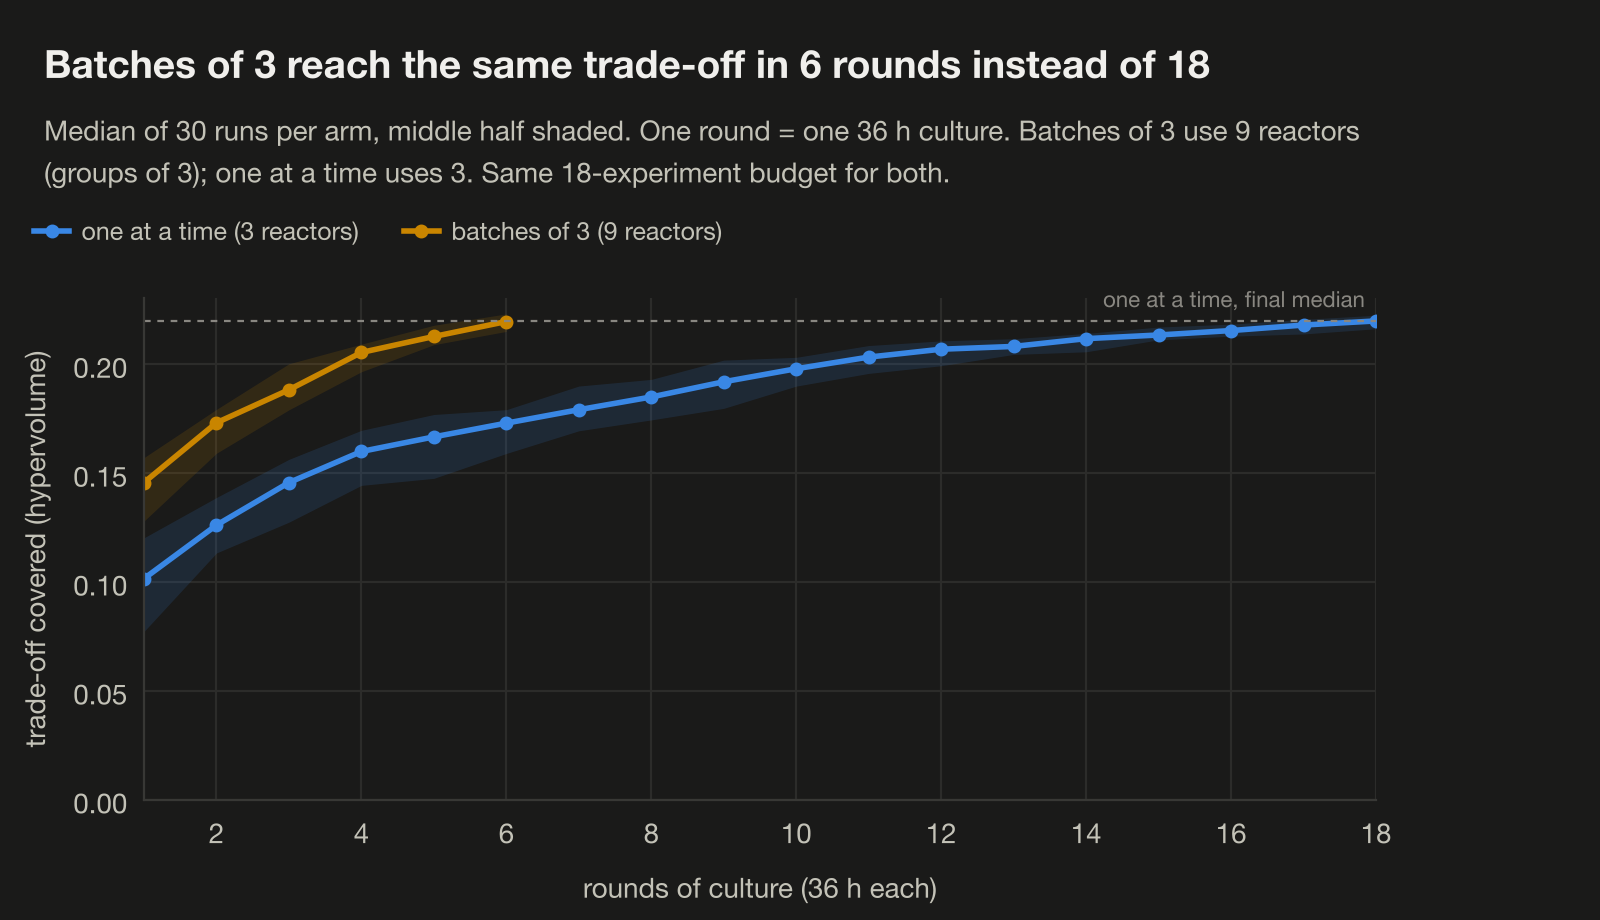 Batches of 3 reach the same trade-off in 6 rounds instead of 18
Median of 30 runs per arm, middle half shaded. One round = one 36 h culture. Batches of 3 use 9 reactors
(groups of 3); one at a time uses 3. Same 18-experiment budget for both.
one at a time (3 reactors)
batches of 3 (9 reactors)
one at a time, final median
trade-off covered (hypervolume)
0.20
0.15
0.10
0.05
0.00
2 4 6 8 10 12 14 16 18
rounds of culture (36 h each)